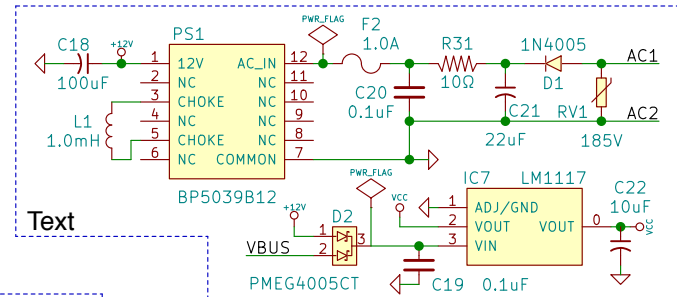 PWR_FLAG
PS1
F2
C18
+12V
1.0A
R31
1N4005
1
12V
AC_IN
12
AC1
2
NC
NC
11
100uF
3
CHOKE
NC
10
C20
10Ω
D1
L1
4
NC
NC
9
0.1uF
C21
RV1
AC2
1.0mH
5
CHOKE
NC
8
22uF
185V
6
NC
COMMON
7
PWR_FLAG
IC7
LM1117
BP5039B12
C22
+12V
VCC
1
ADJ/GND
10uF
Text
D2
2
VOUT
VOUT
0
VCC
1
3
3
VIN
VBUS
2
PMEG4005CT
C19
0.1uF